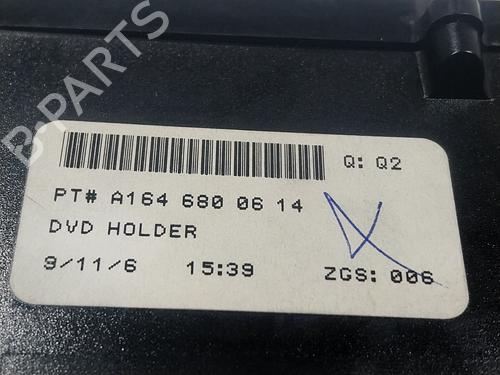 B-PARTS
Q: Q2
PT# A164 680 06 14
DVD HOLDER
9/11/6 15:39 ZGS: 006